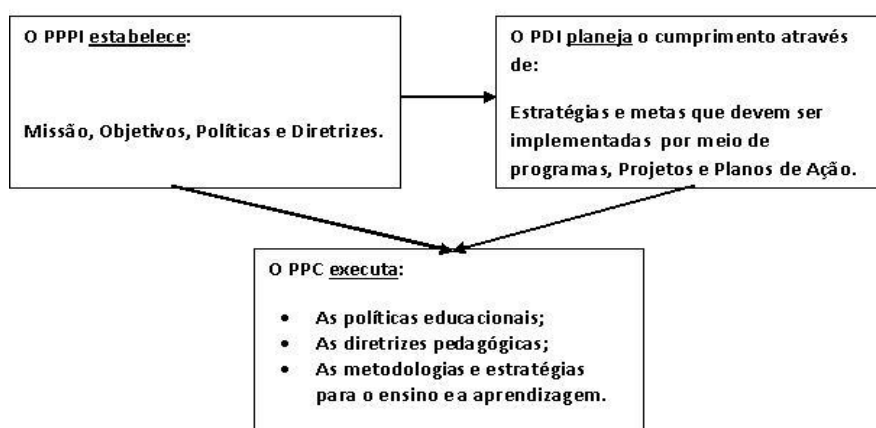 O PPPI estabelece:
Missão, Objetivos, Políticas e Diretrizes.
O PDI planeja o cumprimento através
de:
Estratégias e metas que devem ser
implementadas por meio de
programas, Projetos e Planos de Ação.
O PPC executa:
• As políticas educacionais;
• As diretrizes pedagógicas;
• As metodologias e estratégias
para o ensino e a aprendizagem.